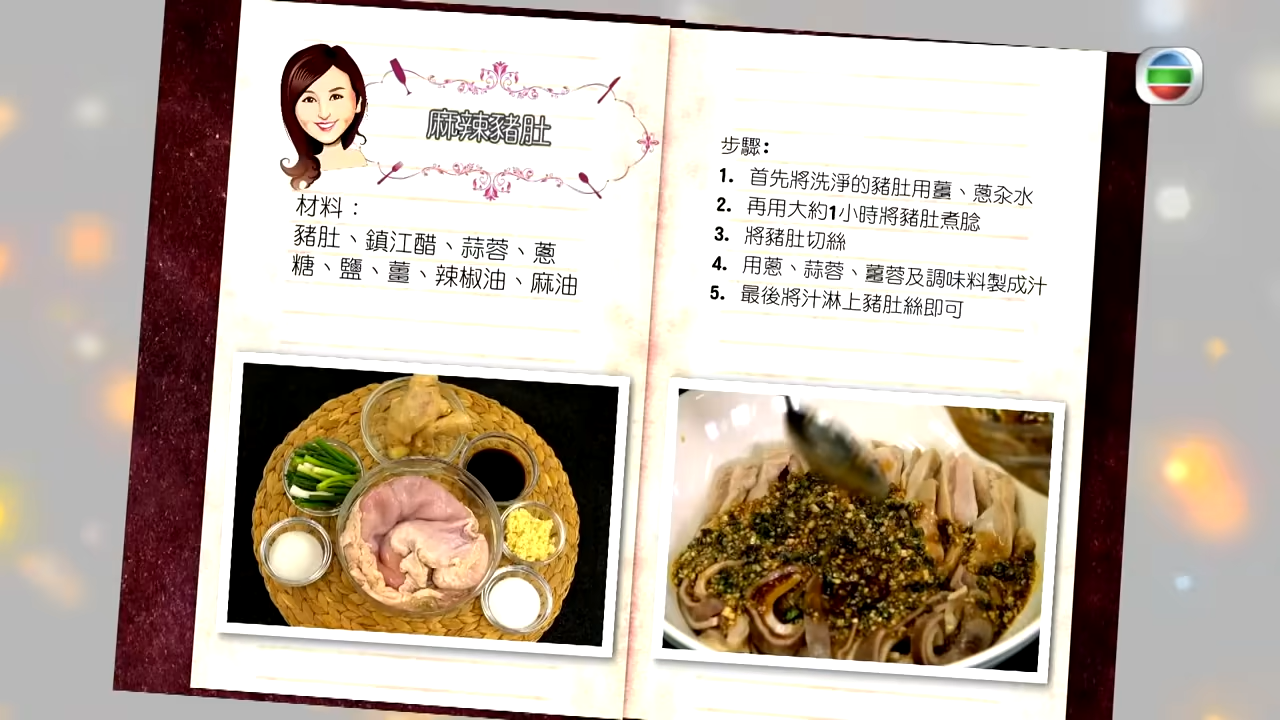 麻辣豬肚
材料：
豬肚、鎮江醋、蒜蓉、蔥
糖、鹽、薑、辣椒油、麻油
步驟:
1. 首先將洗淨的豬肚用薑、蔥汆水
2. 再用大約1小時將豬肚煮腍
3. 將豬肚切絲
4. 用蔥、蒜蓉、薑蓉及調味料製成汁
5. 最後將汁淋上豬肚絲即可